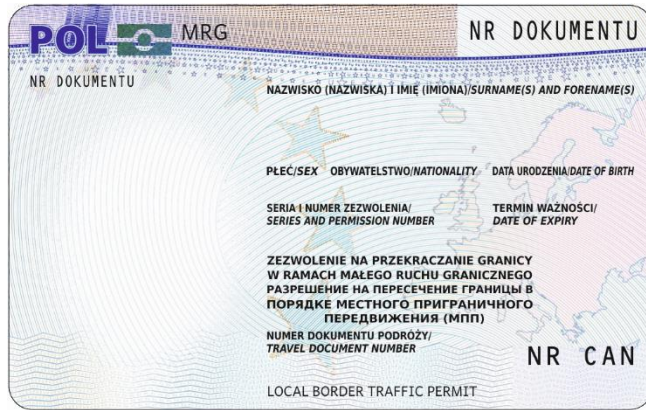 POL MRG NR DOKUMENTU
NR DOKUMENTU
NAZWISKO (NAZWISKA) I IMIĘ (IMIONA)/SURNAME(S) AND FORENAME(S)
PŁEĆ/SEX OBYWATELSTWO/NATIONALITY DATA URODZENIA/DATE OF BIRTH
SERIA I NUMER ZEZWOLENIA/ TERMIN WAŻNOŚCI/
SERIES AND PERMISSION NUMBER DATE OF EXPIRY
ZEZWOLENIE NA PRZEKRACZANIE GRANICY
W RAMACH MAŁEGO RUCHU GRANICZNEGO
РАЗРЕШЕНИЕ НА ПЕРЕСЕЧЕНИЕ ГРАНИЦЫ В
ПОРЯДКЕ МЕСТНОГО ПРИГРАНИЧНОГО
ПЕРЕДВИЖЕНИЯ (МПП)
NUMER DOKUMENTU PODRÓŻY/
TRAVEL DOCUMENT NUMBER
NR CAN
LOCAL BORDER TRAFFIC PERMIT